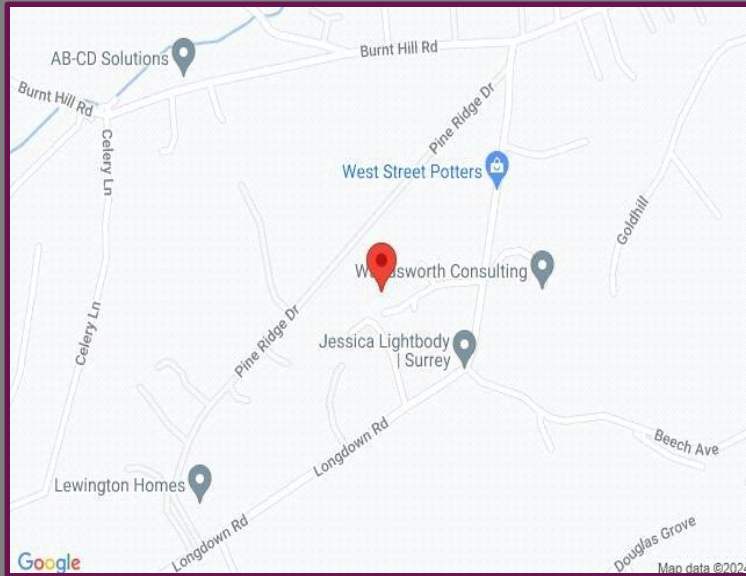 AB-CD Solutions
Burnt Hill Rd
Burnt Hill Rd
Pine Ridge Dr
Celery Ln
West Street Potters
Goldhill
Consulting
Celery Ln
Pine Ridge Dr
Jessica Lightbody
| Surrey
Longdown Rd
Beech Ave
Lewington Homes
Longdown Rd
Douglas Grove
Google
Map data ©2024